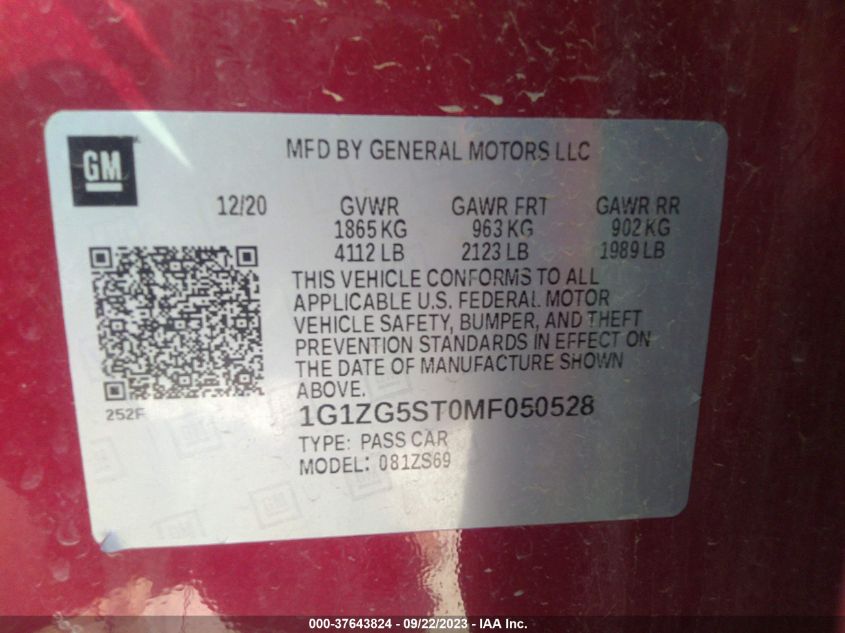 GM
MFD BY GENERAL MOTORS LLC
12/20 GVWR GAWR FRT GAWR RR
1865 KG 963 KG 902 KG
4112 LB 2123 LB 1989 LB
THIS VEHICLE CONFORMS TO ALL
APPLICABLE U.S. FEDERAL MOTOR
VEHICLE SAFETY, BUMPER, AND THEFT
PREVENTION STANDARDS IN EFFECT ON
THE DATE OF MANUFACTURE SHOWN
ABOVE.
252F
1G1ZG5ST0MF050528
TYPE: PASS CAR
MODEL: 081ZS69
000-37643824 - 09/22/2023 - IAA Inc.